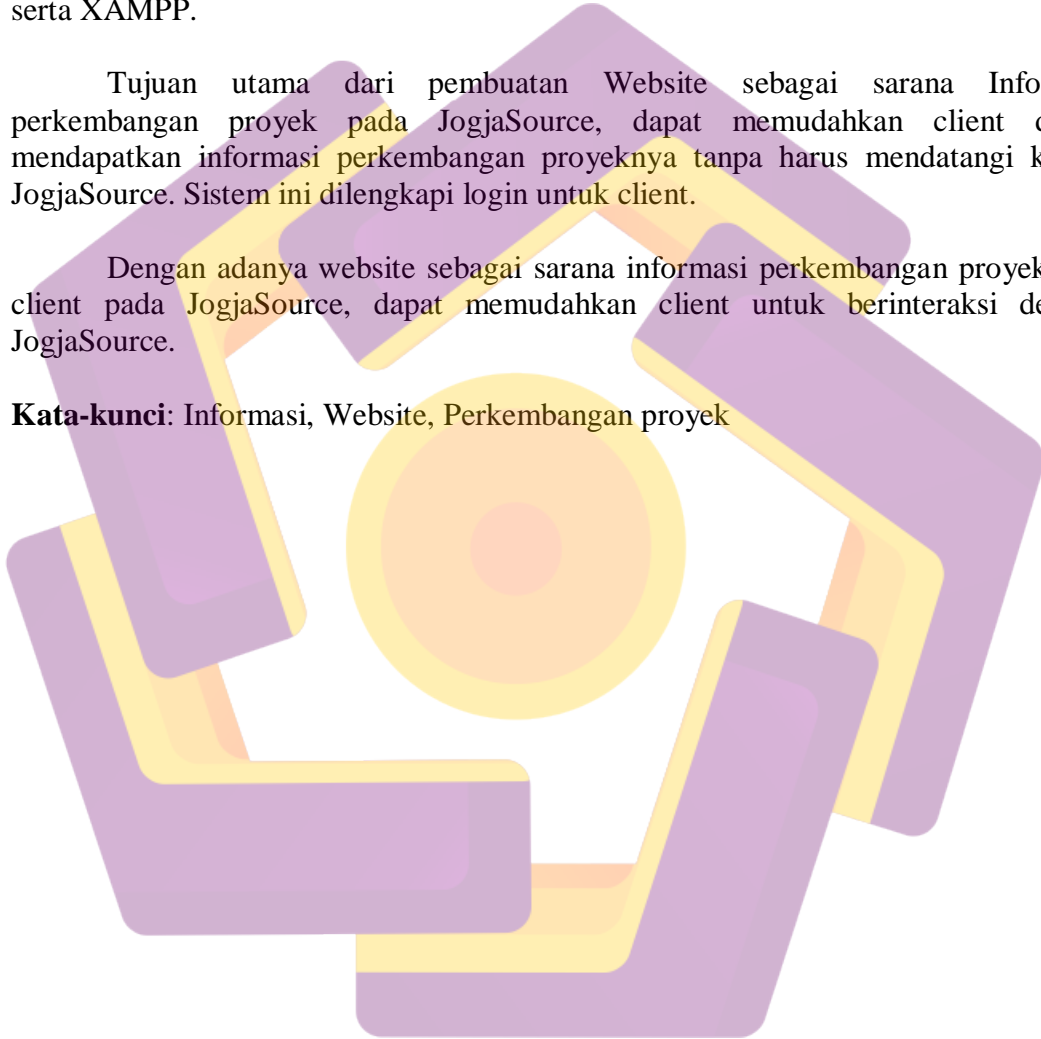 serta XAMPP.
Tujuan utama dari pembuatan Website sebagai sarana Info
perkembangan proyek pada JogjaSource, dapat memudahkan client d
mendapatkan informasi perkembangan proyeknya tanpa harus mendatangi k
JogjaSource. Sistem ini dilengkapi login untuk client.
Dengan adanya website sebagai sarana informasi perkembangan proyek
client pada JogjaSource, dapat memudahkan client untuk berinteraksi de
JogjaSource.
Kata-kunci: Informasi, Website, Perkembangan proyek